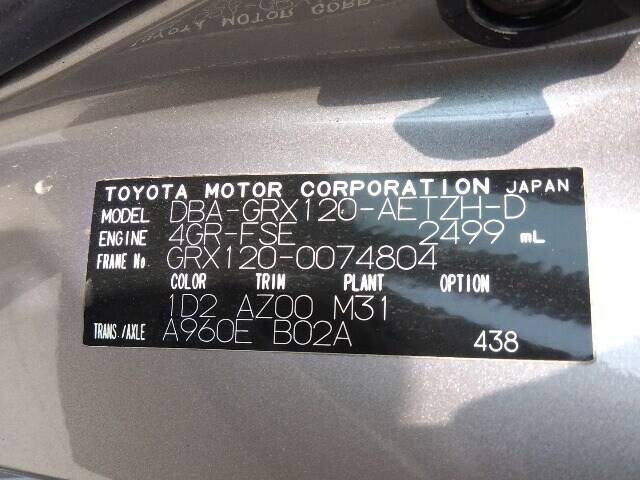 TOYOTA MOTOR CORPORATION JAPAN
MODEL DBA-GRX120-AETZH-D
ENGINE 4GR-FSE 2499 mL
FRAME No GRX120-0074804
COLOR TRIM PLANT OPTION
1D2 AZ00 M31
TRANS./AXLE A960E B02A 438